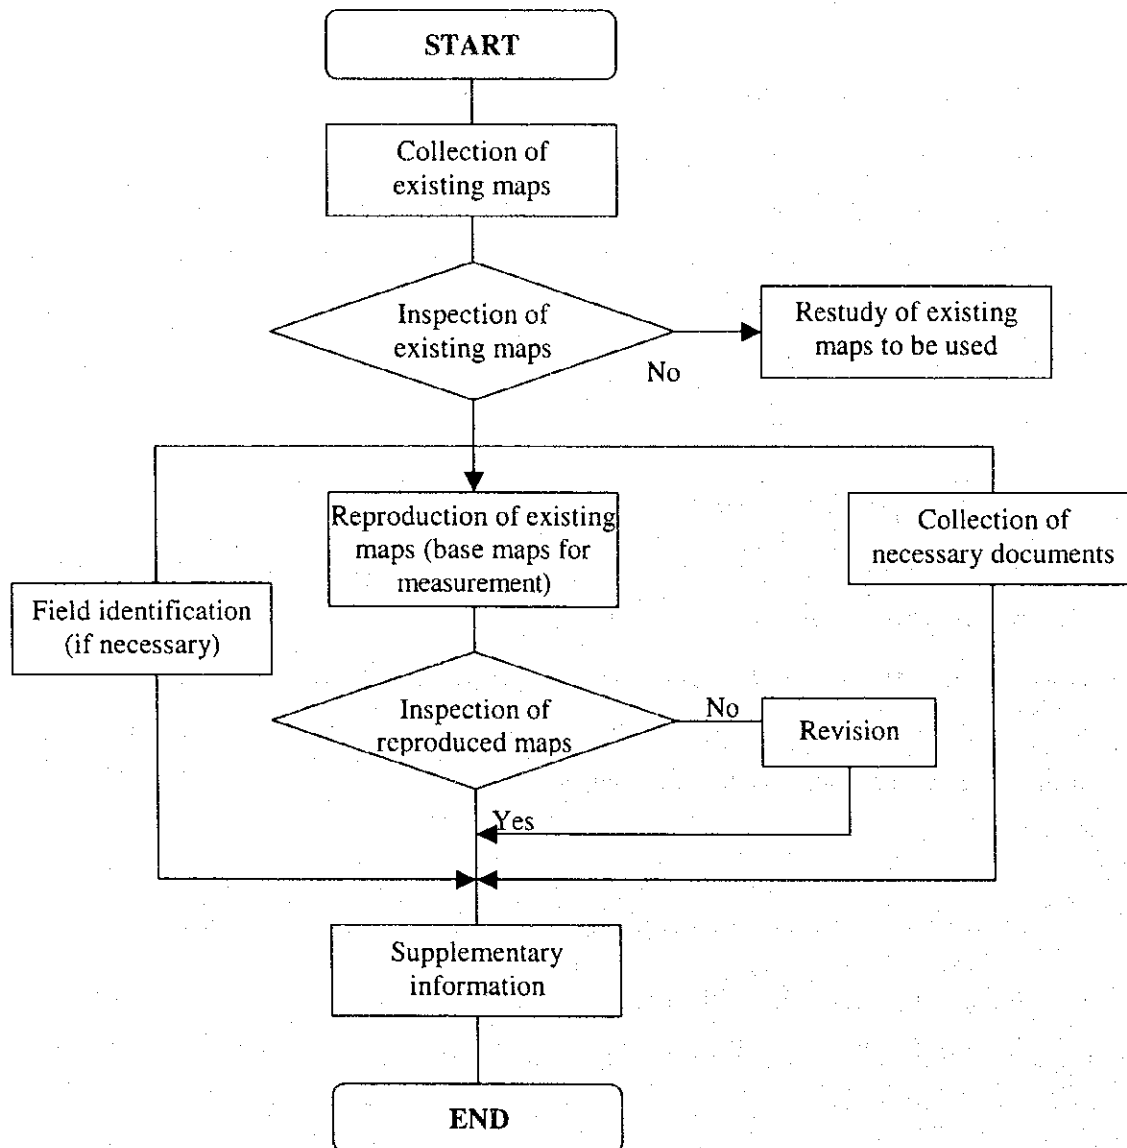 START
Collection of
existing maps
Inspection of
existing maps
No
Restudy of existing
maps to be used
Reproduction of existing
maps (base maps for
measurement)
Collection of
necessary documents
Field identification
(if necessary)
Inspection of
reproduced maps
No
Revision
Yes
Supplementary
information
END